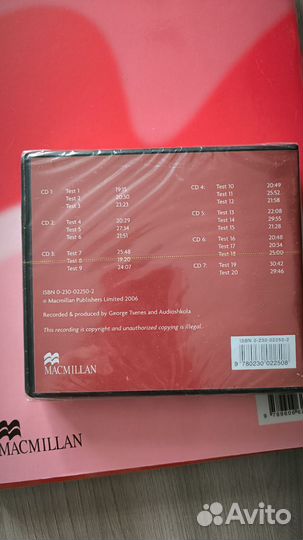 CD 1: Test 1 19:15
Test 2 20:30
Test 3 23:23
CD 2: Test 4 20:29
Test 5 27:34
Test 6 21:51
CD 3: Test 7 25:48
Test 8 19:20
Test 9 24:07
CD 4: Test 10 20:49
Test 11 25:52
Test 12 21:58
CD 5: Test 13 22:08
Test 14 28:55
Test 15 21:28
CD 6: Test 16 20:48
Test 17 20:54
Test 18 25:00
CD 7: Test 19 30:42
Test 20 29:46
ISBN 0-230-02250-2
© Macmillan Publishers Limited 2006
Recorded & produced by George Tsenes and Audioshkola
This recording is copyright and unauthorized copying is illegal.
MACMILLAN
ISBN 0-230-02250-2
9 780230 022508
MACMILLAN
Avito